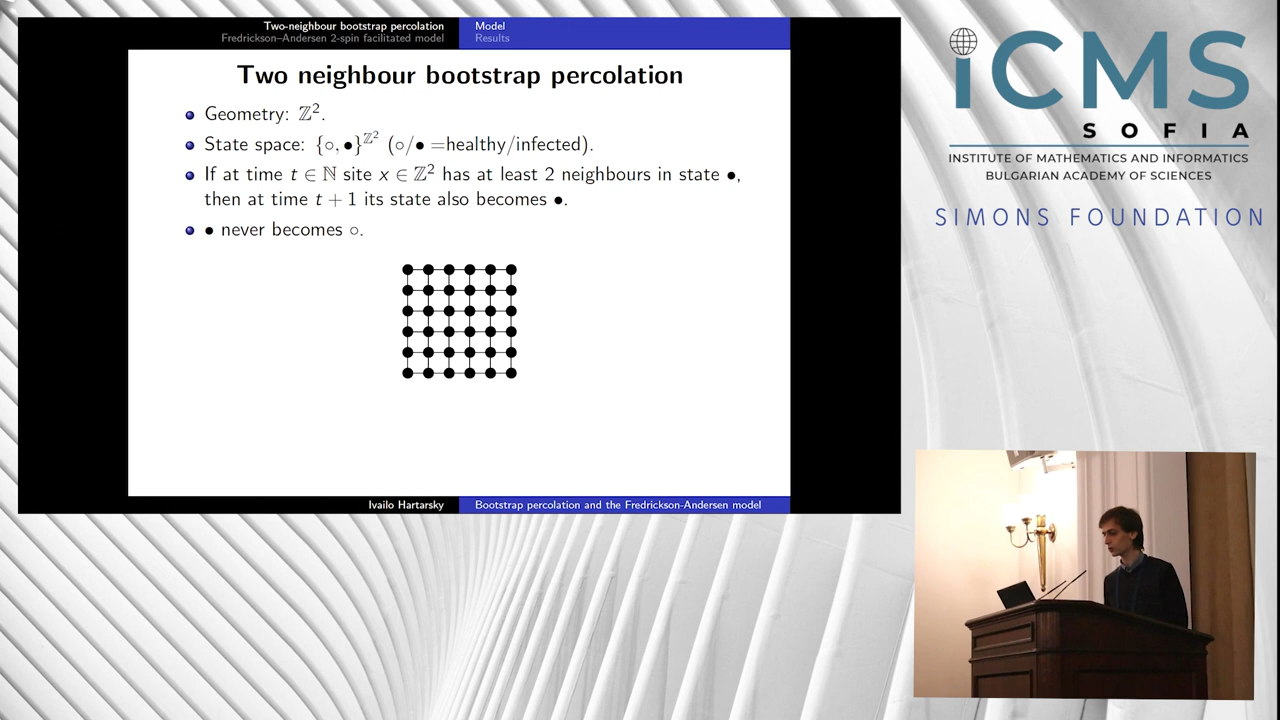 Two-neighbour bootstrap percolation
Fredrickson–Andersen 2-spin facilitated model
Model
Results
Two neighbour bootstrap percolation
Geometry: ℤ².
State space: {○, ●}^ℤ² (○/● =healthy/infected).
If at time t ∈ ℕ site x ∈ ℤ² has at least 2 neighbours in state ●,
then at time t + 1 its state also becomes ●.
● never becomes ○.
Ivailo Hartarsky
Bootstrap percolation and the Fredrickson-Andersen model
iCMS
SOFIA
INSTITUTE OF MATHEMATICS AND INFORMATICS
BULGARIAN ACADEMY OF SCIENCES
SIMONS FOUNDATION